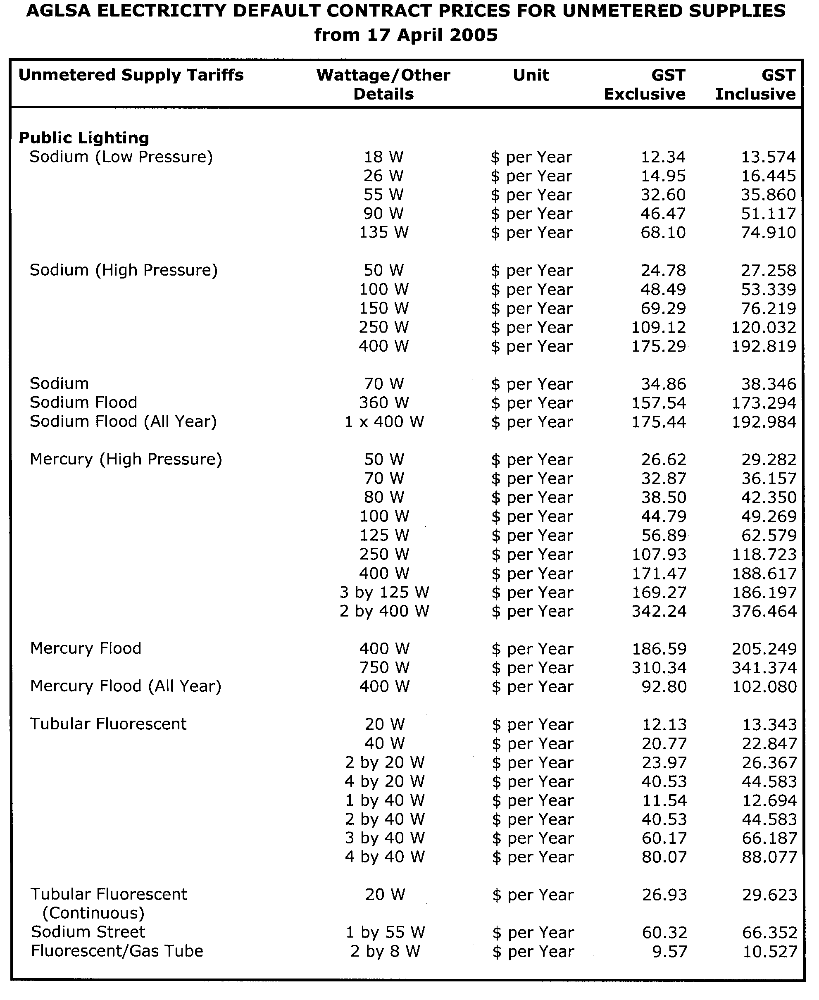 AGLSA ELECTRICITY DEFAULT CONTRACT PRICES FOR UNMETERED SUPPLIES
from 17 April 2005
Unmetered Supply Tariffs Wattage/Other Unit GST GST
Details Exclusive Inclusive
Public Lighting
Sodium (Low Pressure) 18 W $ per Year 12.34 13.574
26 W $ per Year 14.95 16.445
55 W $ per Year 32.60 35.860
90 W $ per Year 46.47 51.117
135 W $ per Year 68.10 74.910
Sodium (High Pressure) 50 W $ per Year 24.78 27.258
100 W $ per Year 48.49 53.339
150 W $ per Year 69.29 76.219
250 W $ per Year 109.12 120.032
400 W $ per Year 175.29 192.819
Sodium 70 W $ per Year 34.86 38.346
Sodium Flood 360 W $ per Year 157.54 173.294
Sodium Flood (All Year) 1 x 400 W $ per Year 175.44 192.984
Mercury (High Pressure) 50 W $ per Year 26.62 29.282
70 W $ per Year 32.87 36.157
80 W $ per Year 38.50 42.350
100 W $ per Year 44.79 49.269
125 W $ per Year 56.89 62.579
250 W $ per Year 107.93 118.723
400 W $ per Year 171.47 188.617
3 by 125 W $ per Year 169.27 186.197
2 by 400 W $ per Year 342.24 376.464
Mercury Flood 400 W $ per Year 186.59 205.249
750 W $ per Year 310.34 341.374
Mercury Flood (All Year) 400 W $ per Year 92.80 102.080
Tubular Fluorescent 20 W $ per Year 12.13 13.343
40 W $ per Year 20.77 22.847
2 by 20 W $ per Year 23.97 26.367
4 by 20 W $ per Year 40.53 44.583
1 by 40 W $ per Year 11.54 12.694
2 by 40 W $ per Year 40.53 44.583
3 by 40 W $ per Year 60.17 66.187
4 by 40 W $ per Year 80.07 88.077
Tubular Fluorescent 20 W $ per Year 26.93 29.623
(Continuous)
Sodium Street 1 by 55 W $ per Year 60.32 66.352
Fluorescent/Gas Tube 2 by 8 W $ per Year 9.57 10.527